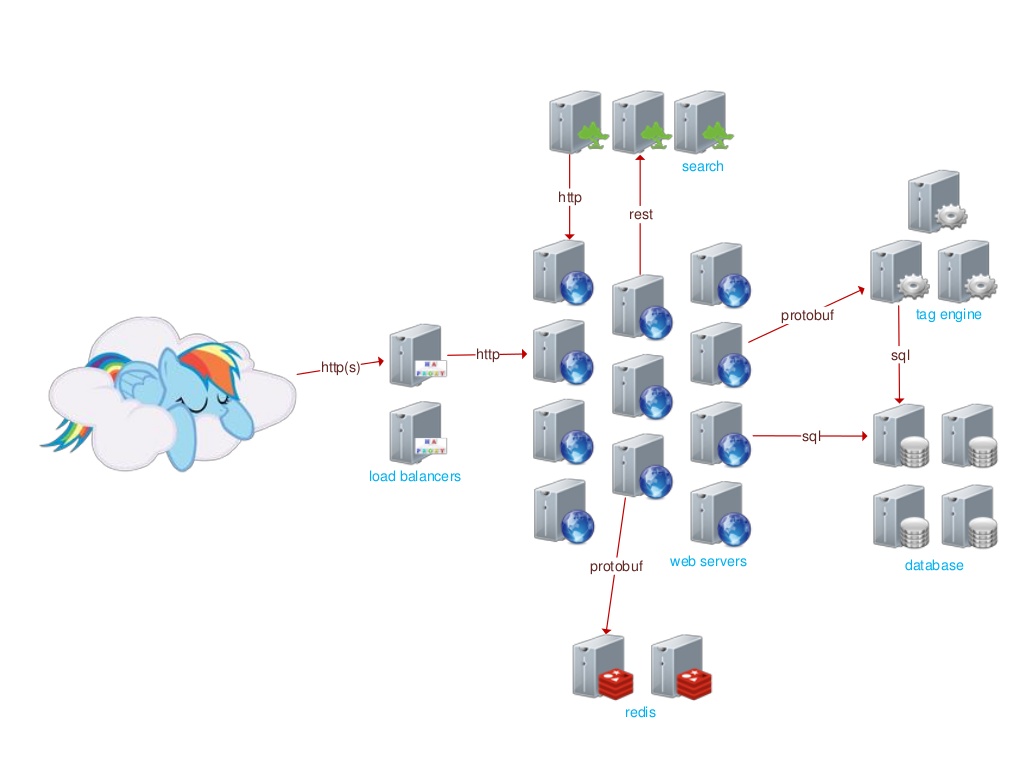 search
http
rest
protobuf
tag engine
http(s)
http
sql
sql
load balancers
web servers
protobuf
database
redis